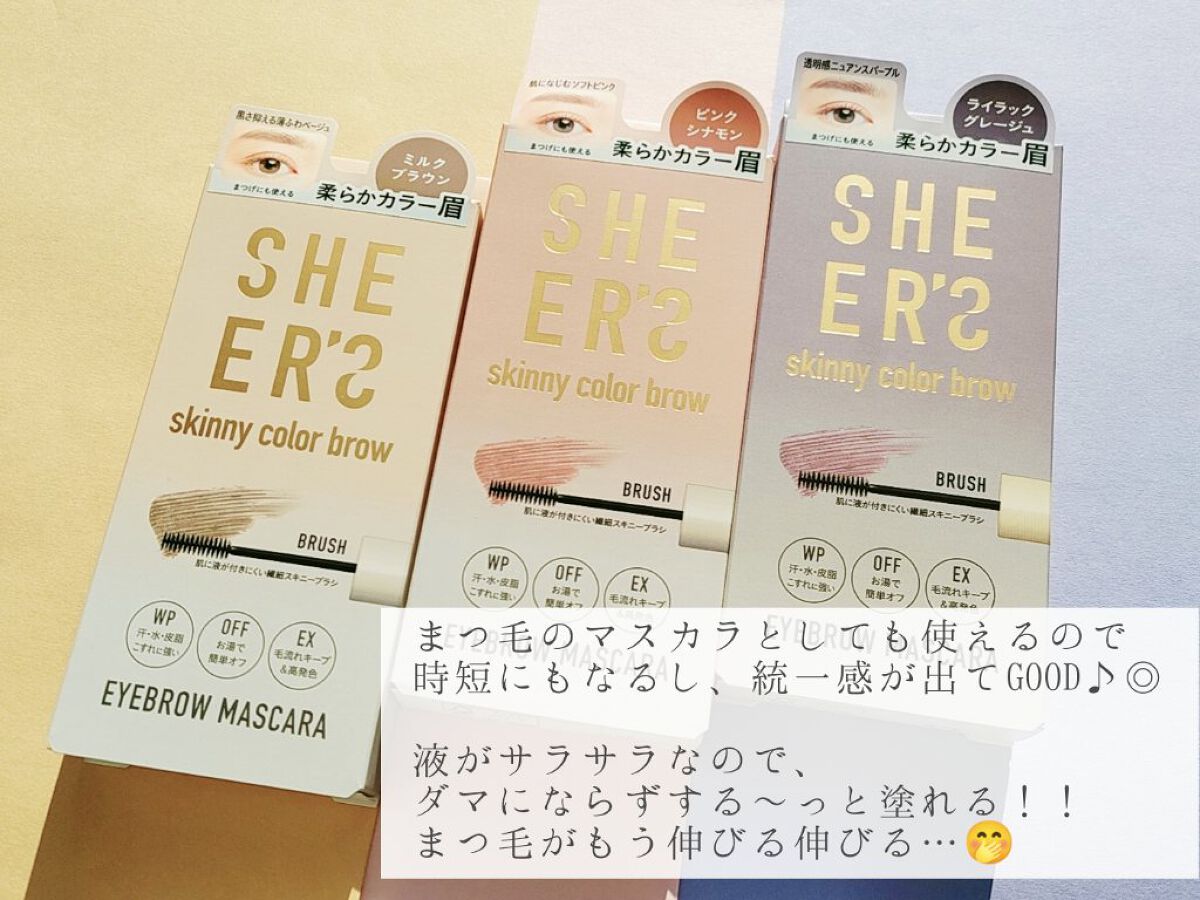 黒さ抑える薄ふわベージュ
ミルク
ブラウン
まつげにも使える
柔らかカラー眉
SHE
ER'S
skinny color brow
BRUSH
肌に液が付きにくい繊細スキニーブラシ
WP
汗・水・皮脂
こすれに強い
OFF
お湯で
簡単オフ
EX
毛流れキープ
&高発色
EYEBROW MASCARA
肌になじむソフトピンク
ピンク
シナモン
まつげにも使える
柔らかカラー眉
SHE
ER'S
skinny color brow
BRUSH
肌に液が付きにくい繊細スキニーブラシ
WP
汗・水・皮脂
こすれに強い
OFF
お湯で
簡単オフ
EX
毛流れキープ
&高発色
EYEBROW MASCARA
透明感ニュアンスパープル
ライラック
グレージュ
まつげにも使える
柔らかカラー眉
SHE
ER'S
skinny color brow
BRUSH
肌に液が付きにくい繊細スキニーブラシ
WP
汗・水・皮脂
こすれに強い
OFF
お湯で
簡単オフ
EX
毛流れキープ
EYEBROW MASCARA
まつ毛のマスカラとしても使えるので
時短にもなるし、統一感が出てGOOD♪◎
液がサラサラなので、
ダマにならずする〜っと塗れる！！
まつ毛がもう伸びる伸びる…🤭